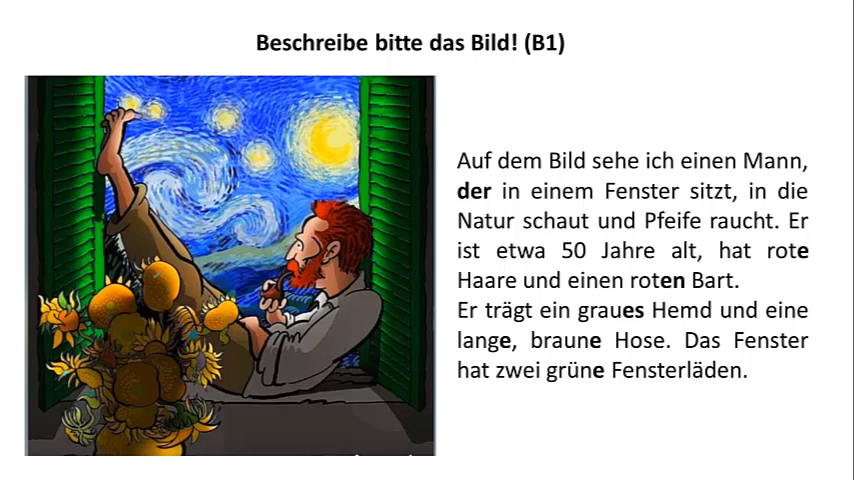 Beschreibe bitte das Bild! (B1)
Auf dem Bild sehe ich einen Mann,
der in einem Fenster sitzt, in die
Natur schaut und Pfeife raucht. Er
ist etwa 50 Jahre alt, hat rote
Haare und einen roten Bart.
Er trägt ein graues Hemd und eine
lange, braune Hose. Das Fenster
hat zwei grüne Fensterläden.